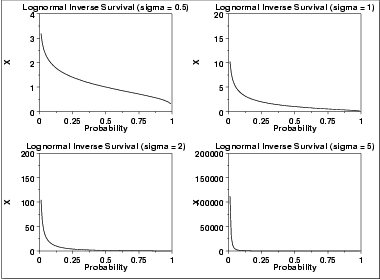 Lognormal Inverse Survival (sigma = 0.5)
4
3
2
1
0
X
0 0.25 0.5 0.75 1
Probability
Lognormal Inverse Survival (sigma = 1)
20
15
10
5
0
X
0 0.25 0.5 0.75 1
Probability
Lognormal Inverse Survival (sigma = 2)
200
150
100
50
0
X
0 0.25 0.5 0.75 1
Probability
Lognormal Inverse Survival (sigma = 5)
200000
150000
100000
50000
0
X
0 0.25 0.5 0.75 1
Probability